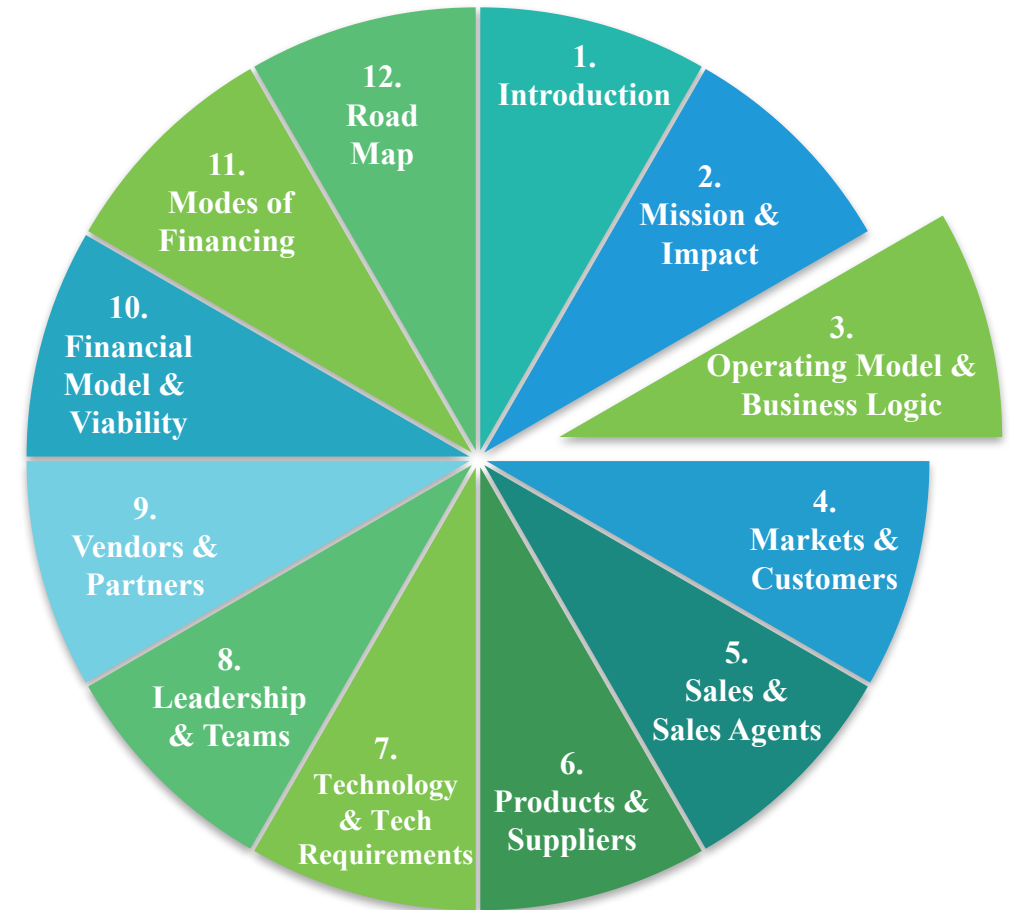 1.
Introduction
2.
Mission &
Impact
3.
Operating Model &
Business Logic
4.
Markets &
Customers
5.
Sales &
Sales Agents
6.
Products &
Suppliers
7.
Technology
& Tech
Requirements
8.
Leadership
& Teams
9.
Vendors &
Partners
10.
Financial
Model &
Viability
11.
Modes of
Financing
12.
Road
Map